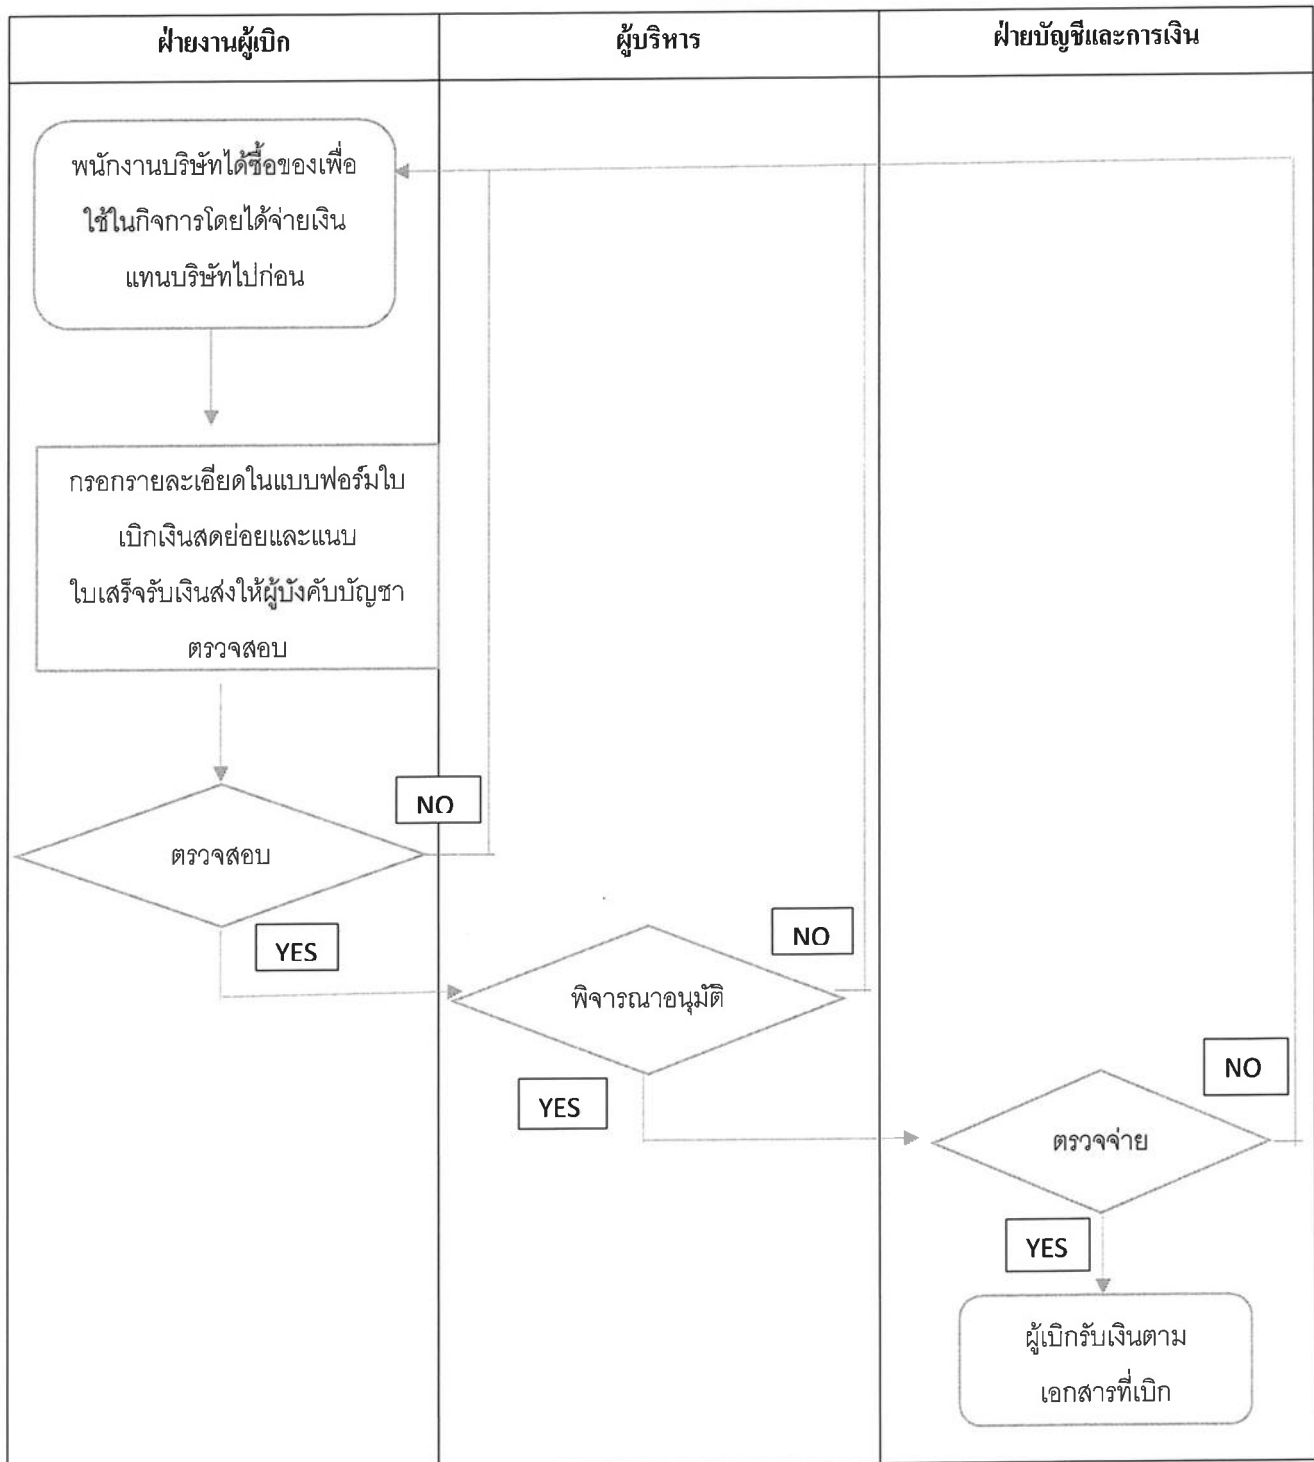 ฝ่ายงานผู้เบิก
ผู้บริหาร
ฝ่ายบัญชีและการเงิน
พนักงานบริษัทได้ซื้อของเพื่อ
ใช้ในกิจการโดยได้จ่ายเงิน
แทนบริษัทไปก่อน
กรอกรายละเอียดในแบบฟอร์มใบ
เบิกเงินสดย่อยและแนบ
ใบเสร็จรับเงินส่งให้ผู้บังคับบัญชา
ตรวจสอบ
NO
ตรวจสอบ
YES
NO
พิจารณาอนุมัติ
YES
NO
ตรวจจ่าย
YES
ผู้เบิกรับเงินตาม
เอกสารที่เบิก